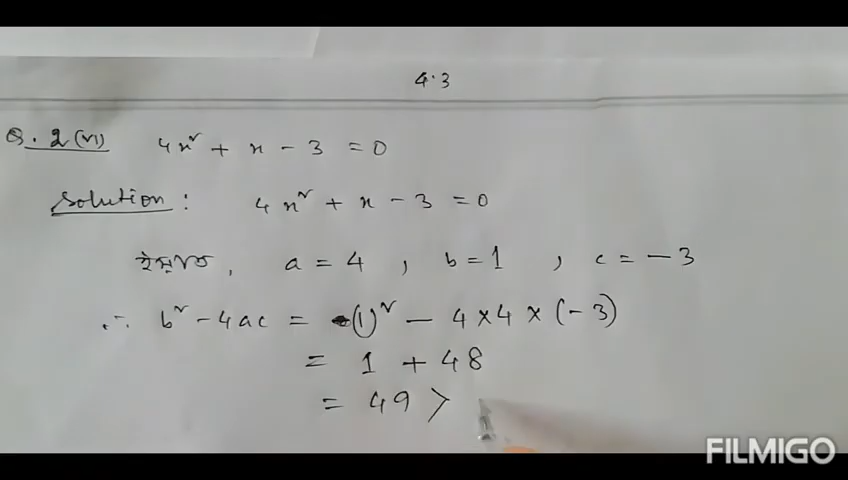 4.3
Q. 2(VI) 4x² + x - 3 = 0
Solution: 4x² + x - 3 = 0
ইয়াত, a = 4, b = 1, c = -3
∴ b² - 4ac = (1)² - 4 × 4 × (-3)
= 1 + 48
= 49 >
FILMIGO